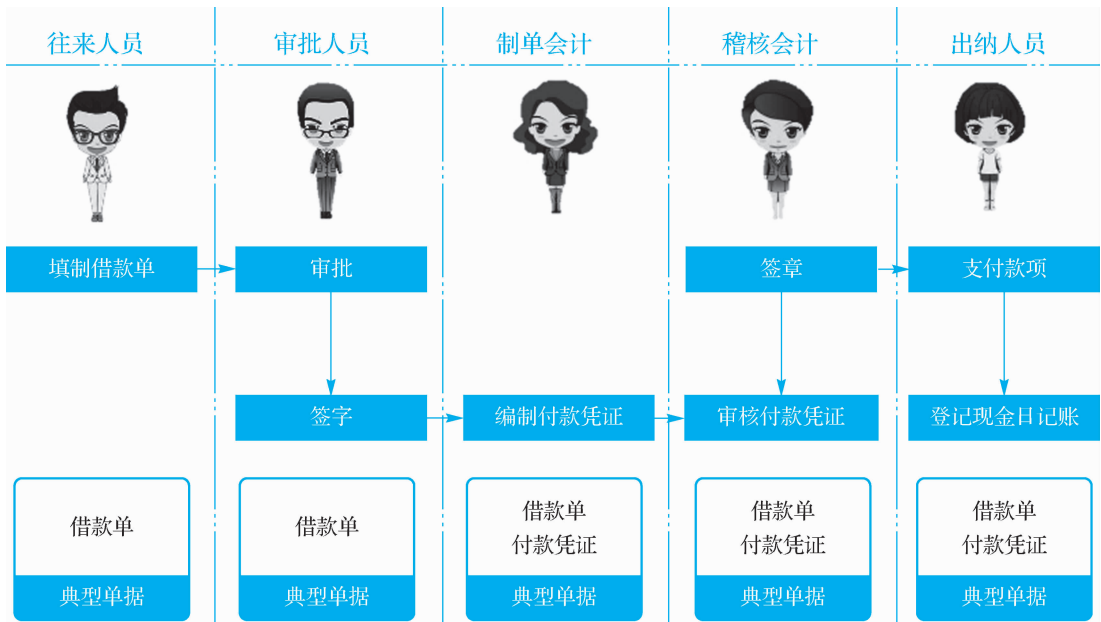 往来人员
审批人员
制单会计
稽核会计
出纳人员
填制借款单
审批
签章
支付款项
签字
编制付款凭证
审核付款凭证
登记现金日记账
借款单
典型单据
借款单
典型单据
借款单
付款凭证
典型单据
借款单
付款凭证
典型单据
借款单
付款凭证
典型单据